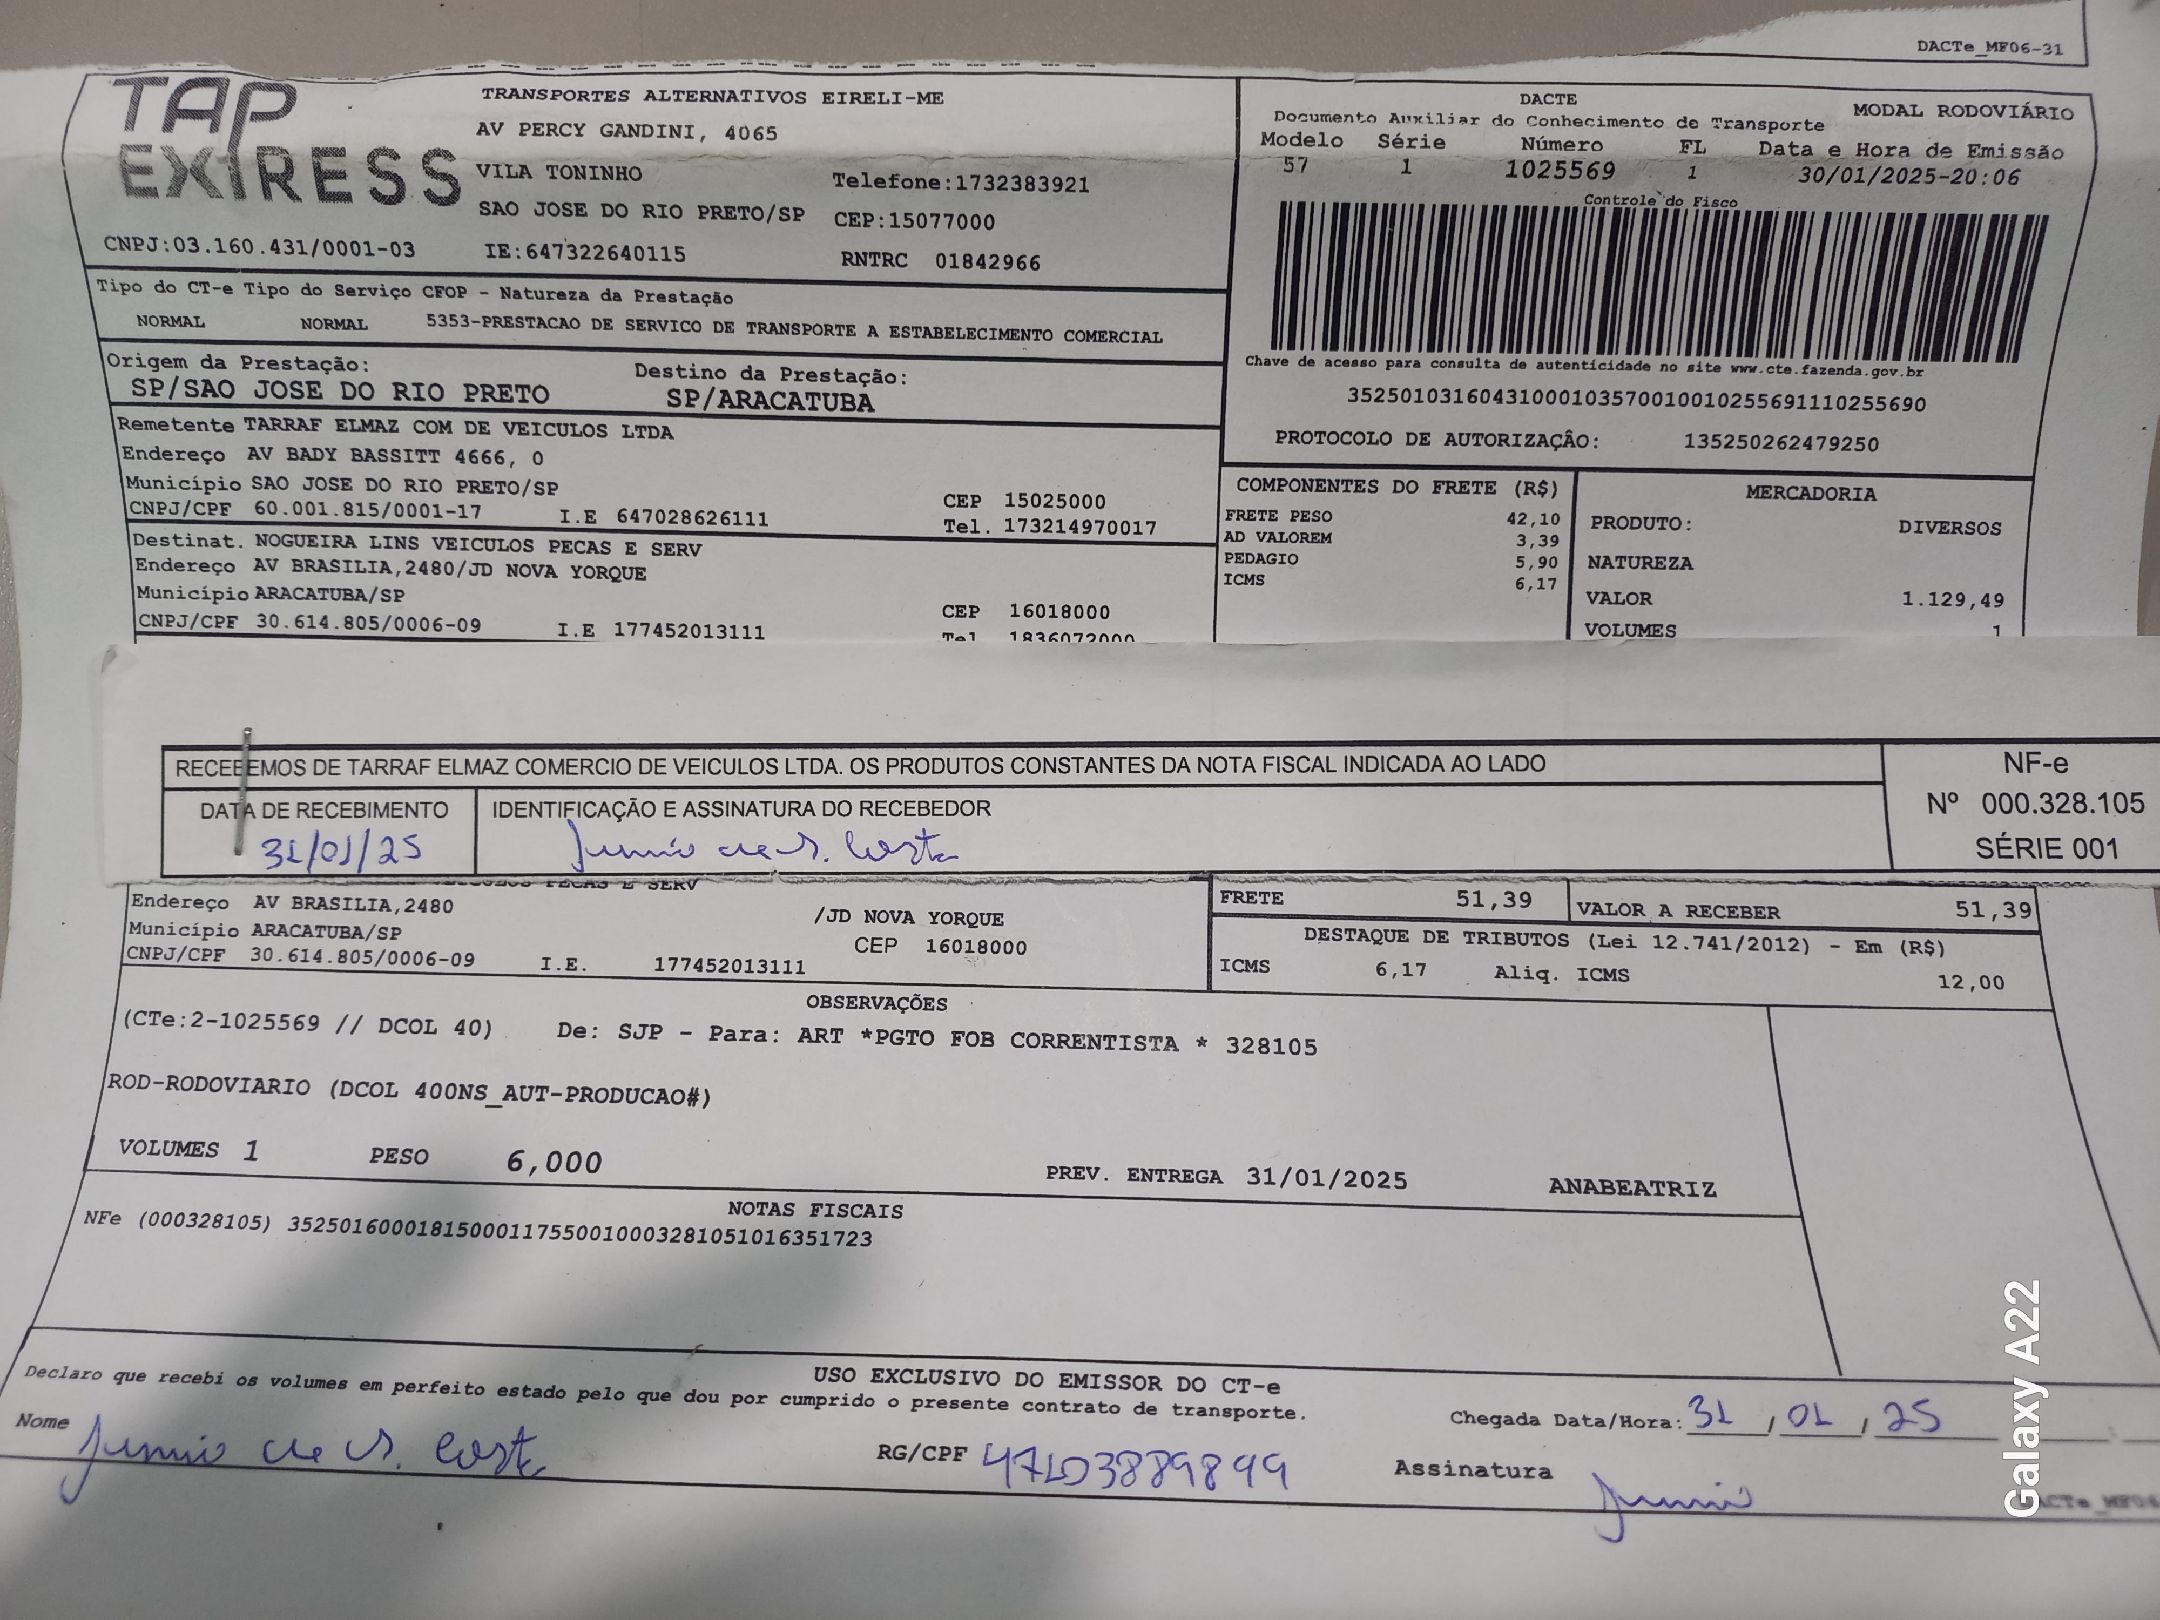 DACTe_MF06-31
TAP EXPRESS
TRANSPORTES ALTERNATIVOS EIRELI-ME
AV PERCY GANDINI, 4065
VILA TONINHO Telefone:1732383921
SAO JOSE DO RIO PRETO/SP CEP:15077000
CNPJ:03.160.431/0001-03 IE:647322640115 RNTRC 01842966
DACTE MODAL RODOVIÁRIO
Documento Auxiliar do Conhecimento de Transporte
Modelo Série Número FL Data e Hora de Emissão
57 1 1025569 1 30/01/2025-20:06
Controle do Fisco
Chave de acesso para consulta de autenticidade no site www.cte.fazenda.gov.br
35250103160431000103570010010255691110255690
PROTOCOLO DE AUTORIZAÇÂO: 135250262479250
Tipo do CT-e Tipo do Serviço CFOP - Natureza da Prestação
NORMAL NORMAL 5353-PRESTACAO DE SERVICO DE TRANSPORTE A ESTABELECIMENTO COMERCIAL
Origem da Prestação: Destino da Prestação:
SP/SAO JOSE DO RIO PRETO SP/ARACATUBA
Remetente TARRAF ELMAZ COM DE VEICULOS LTDA
Endereço AV BADY BASSITT 4666, 0
Município SAO JOSE DO RIO PRETO/SP CEP 15025000
CNPJ/CPF 60.001.815/0001-17 I.E 647028626111 Tel. 173214970017
Destinat. NOGUEIRA LINS VEICULOS PECAS E SERV
Endereço AV BRASILIA,2480/JD NOVA YORQUE
Município ARACATUBA/SP CEP 16018000
CNPJ/CPF 30.614.805/0006-09 I.E 177452013111 Tel 1836072000
COMPONENTES DO FRETE (R$)
FRETE PESO 42,10
AD VALOREM 3,39
PEDAGIO 5,90
ICMS 6,17
MERCADORIA
PRODUTO: DIVERSOS
NATUREZA
VALOR 1.129,49
VOLUMES 1
RECEBEMOS DE TARRAF ELMAZ COMERCIO DE VEICULOS LTDA. OS PRODUTOS CONSTANTES DA NOTA FISCAL INDICADA AO LADO
DATA DE RECEBIMENTO IDENTIFICAÇÃO E ASSINATURA DO RECEBEDOR
31/01/25 Junio de S. Costa
NF-e
Nº 000.328.105
SÉRIE 001
PECAS E SERV
Endereço AV BRASILIA,2480 /JD NOVA YORQUE
Município ARACATUBA/SP CEP 16018000
CNPJ/CPF 30.614.805/0006-09 I.E. 177452013111
FRETE 51,39 VALOR A RECEBER 51,39
DESTAQUE DE TRIBUTOS (Lei 12.741/2012) - Em (R$)
ICMS 6,17 Aliq. ICMS 12,00
OBSERVAÇÕES
(CTe:2-1025569 // DCOL 40) De: SJP - Para: ART *PGTO FOB CORRENTISTA * 328105
ROD-RODOVIARIO (DCOL 400NS_AUT-PRODUCAO#)
VOLUMES 1 PESO 6,000 PREV. ENTREGA 31/01/2025 ANABEATRIZ
NOTAS FISCAIS
NFe (000328105) 35250160001815000117550010003281051016351723
USO EXCLUSIVO DO EMISSOR DO CT-e
Declaro que recebi os volumes em perfeito estado pelo que dou por cumprido o presente contrato de transporte.
Chegada Data/Hora: 31 / 01 / 25
Nome Junio de S. Costa RG/CPF 47103889899 Assinatura Junio
DACTe_MF06
Galaxy A22